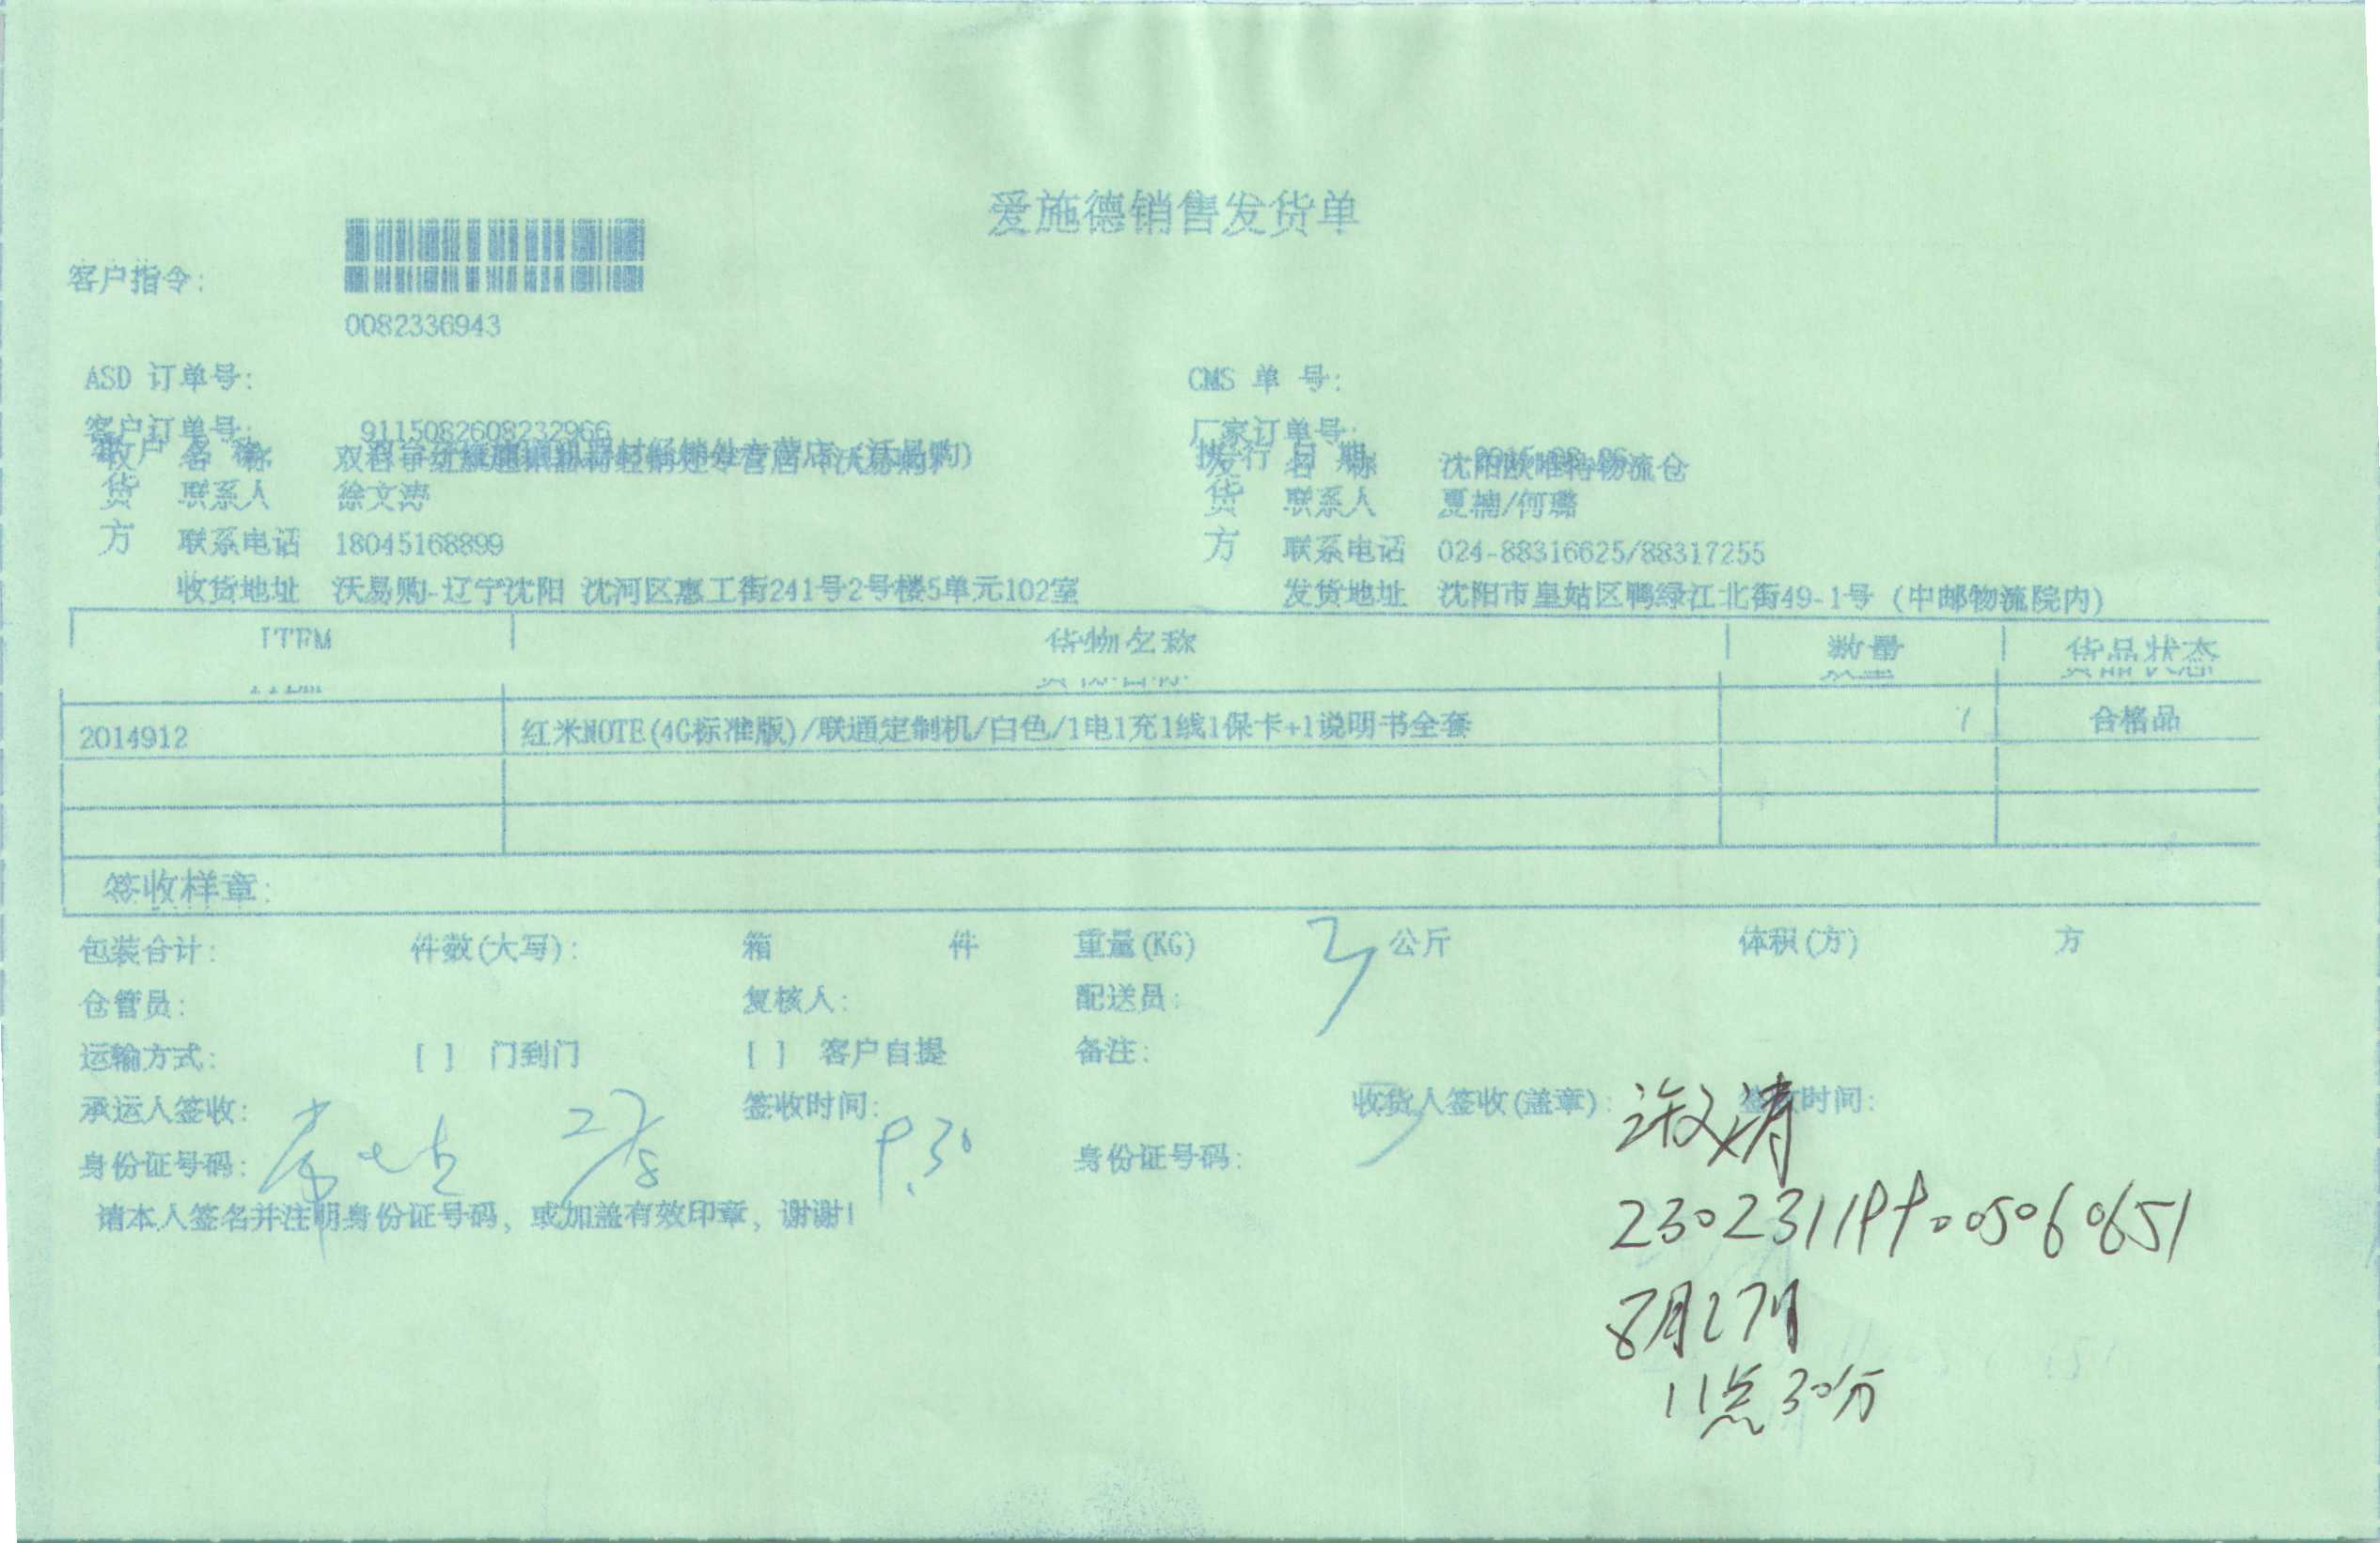 爱施德销售发货单
客户指令:
0082336943
ASD 订单号:
CMS 单 号:
客户订单号: 9115082608232966
厂家订单号:
收 名 称
发 名 称 沈阳欧唯特物流仓
货 联系人 徐文涛
货 联系人 夏楠/何璐
方 联系电话 18045168899
方 联系电话 024-88316625/88317255
收货地址 沃易购-辽宁沈阳 沈河区惠工街241号2号楼5单元102室
发货地址 沈阳市皇姑区鸭绿江北街49-1号 (中邮物流院内)
ITEM 货物名称 数量 货品状态
2014912 红米NOTE(4G标准版)/联通定制机/白色/1电1充1线1保卡+1说明书全套 1 合格品
签收样章:
包装合计: 件数(大写): 箱 件 重量(KG) 3 公斤 体积(方) 方
仓管员: 复核人: 配送员:
运输方式: [ ] 门到门 [ ] 客户自提 备注:
承运人签收: 27/8 签收时间: 9.30 收货人签收(盖章): 徐文涛 签收时间:
身份证号码: 身份证号码:
请本人签名并注明身份证号码, 或加盖有效印章, 谢谢!
230231199005060651
8月27日
11点30分